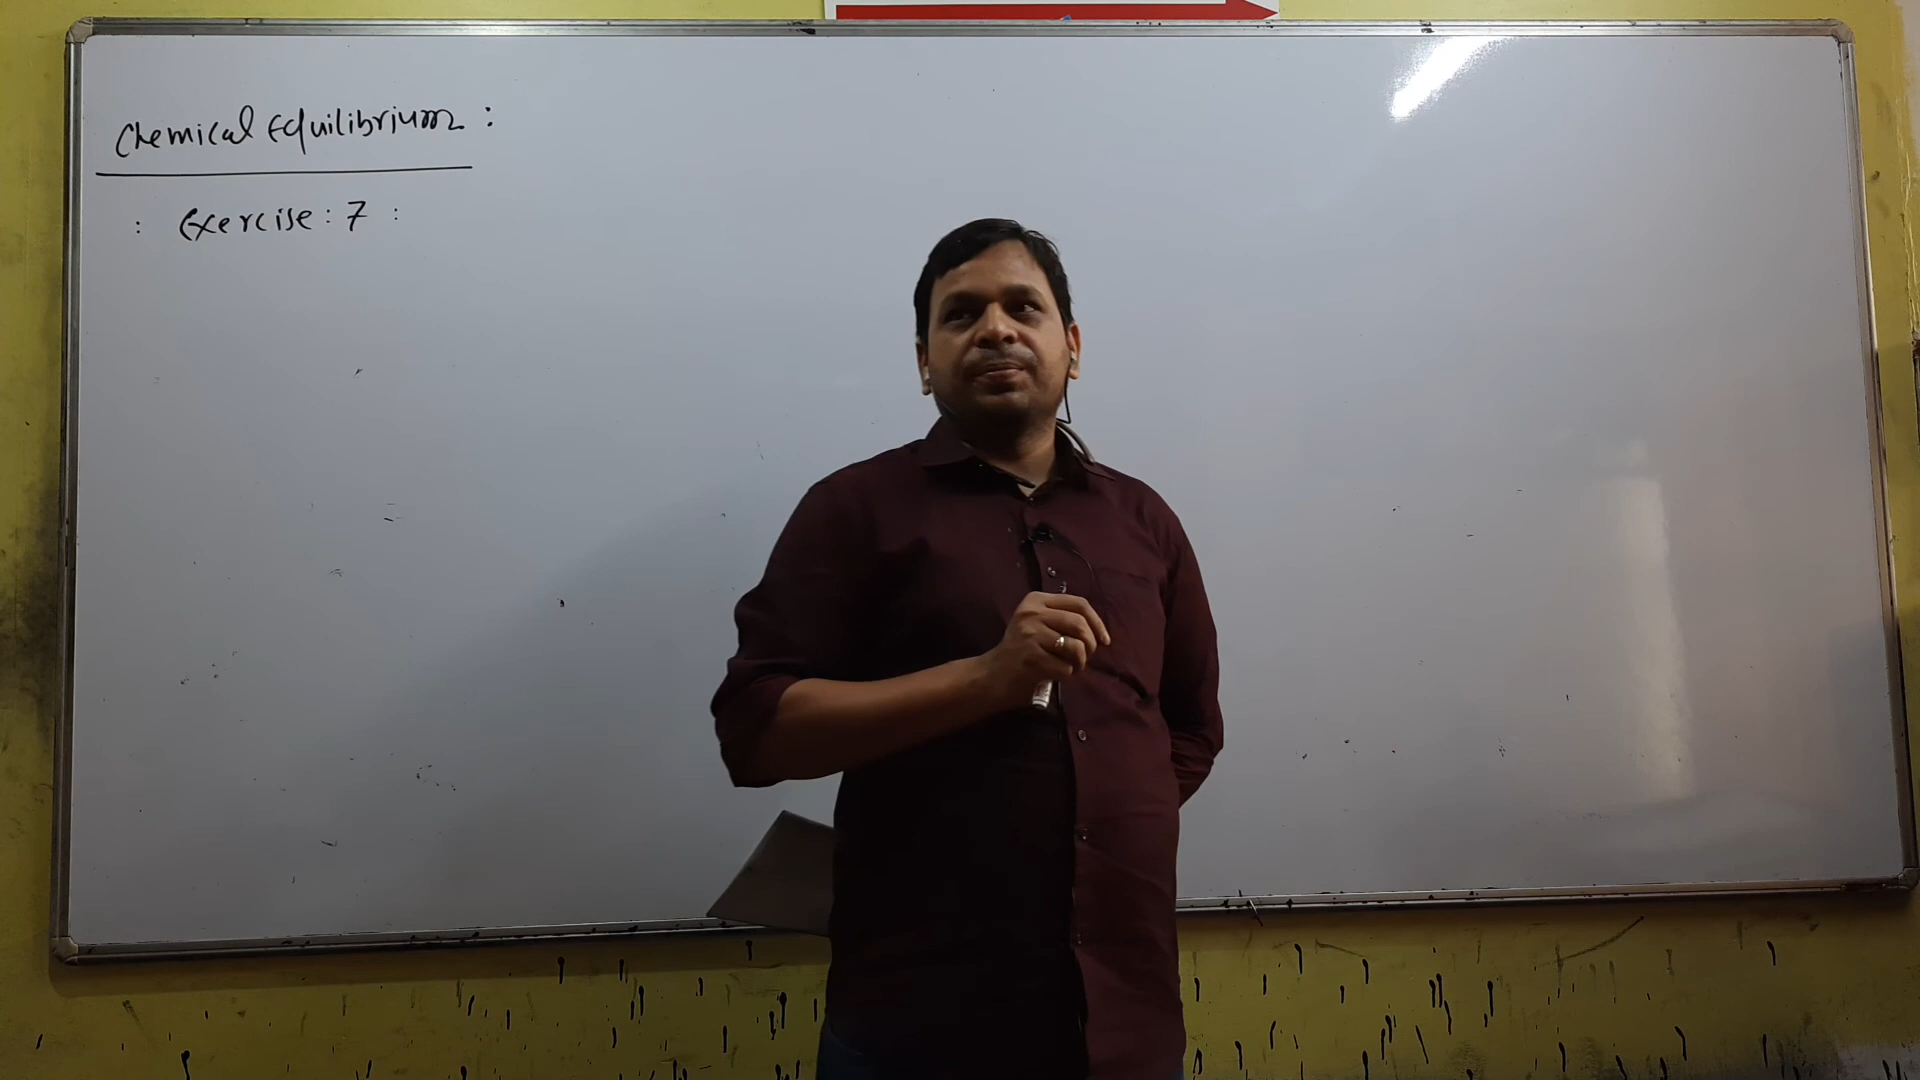 Chemical Equilibrium :
: Exercise : 7 :